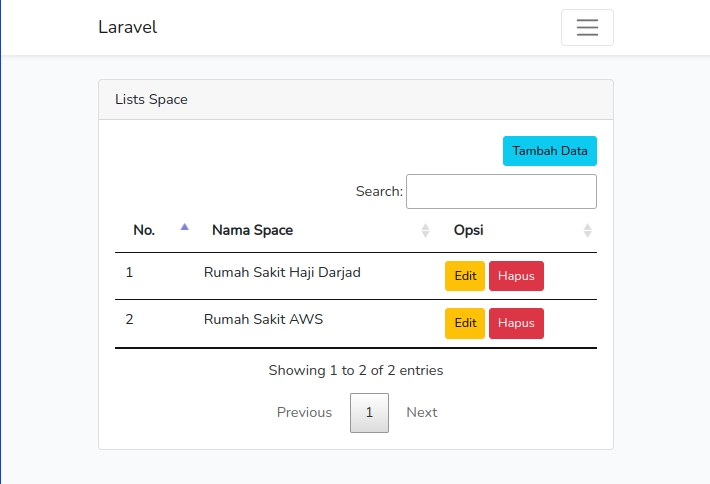 Laravel
Lists Space
Tambah Data
Search:
No. Nama Space Opsi
1 Rumah Sakit Haji Darjad Edit Hapus
2 Rumah Sakit AWS Edit Hapus
Showing 1 to 2 of 2 entries
Previous 1 Next